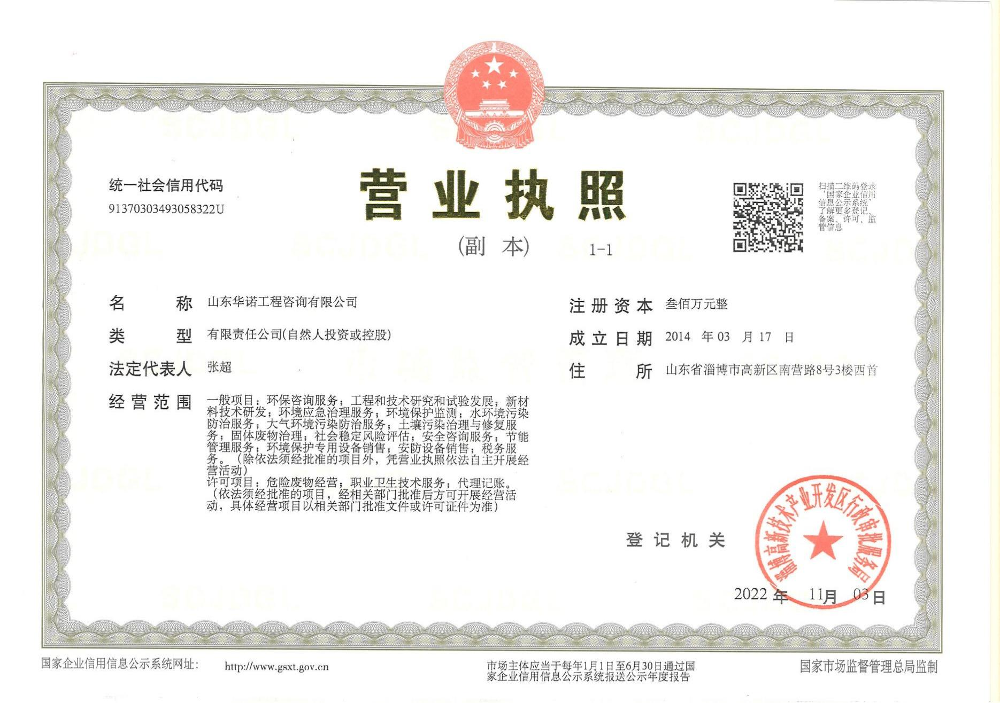 统一社会信用代码
91370303493058322U
营业执照
(副 本) 1-1
扫描二维码登录
‘国家企业信用
信息公示系统’
了解更多登记、
备案、许可、监
管信息
名 称 山东华诺工程咨询有限公司
类 型 有限责任公司(自然人投资或控股)
法定代表人 张超
经营范围 一般项目：环保咨询服务；工程和技术研究和试验发展；新材
料技术研发；环境应急治理服务；环境保护监测；水环境污染
防治服务；大气环境污染防治服务；土壤污染治理与修复服
务；固体废物治理；社会稳定风险评估；安全咨询服务；节能
管理服务；环境保护专用设备销售；安防设备销售；税务服
务。（除依法须经批准的项目外，凭营业执照依法自主开展经
营活动）
许可项目：危险废物经营；职业卫生技术服务；代理记账。
（依法须经批准的项目，经相关部门批准后方可开展经营活
动，具体经营项目以相关部门批准文件或许可证件为准）
注册资本 叁佰万元整
成立日期 2014 年 03 月 17 日
住 所 山东省淄博市高新区南营路8号3楼西首
登记机关
淄博高新技术产业开发区行政审批服务局
2022 年 11月 03日
国家企业信用信息公示系统网址： http://www.gsxt.gov.cn
市场主体应当于每年1月1日至6月30日通过国
家企业信用信息公示系统报送公示年度报告
国家市场监督管理总局监制